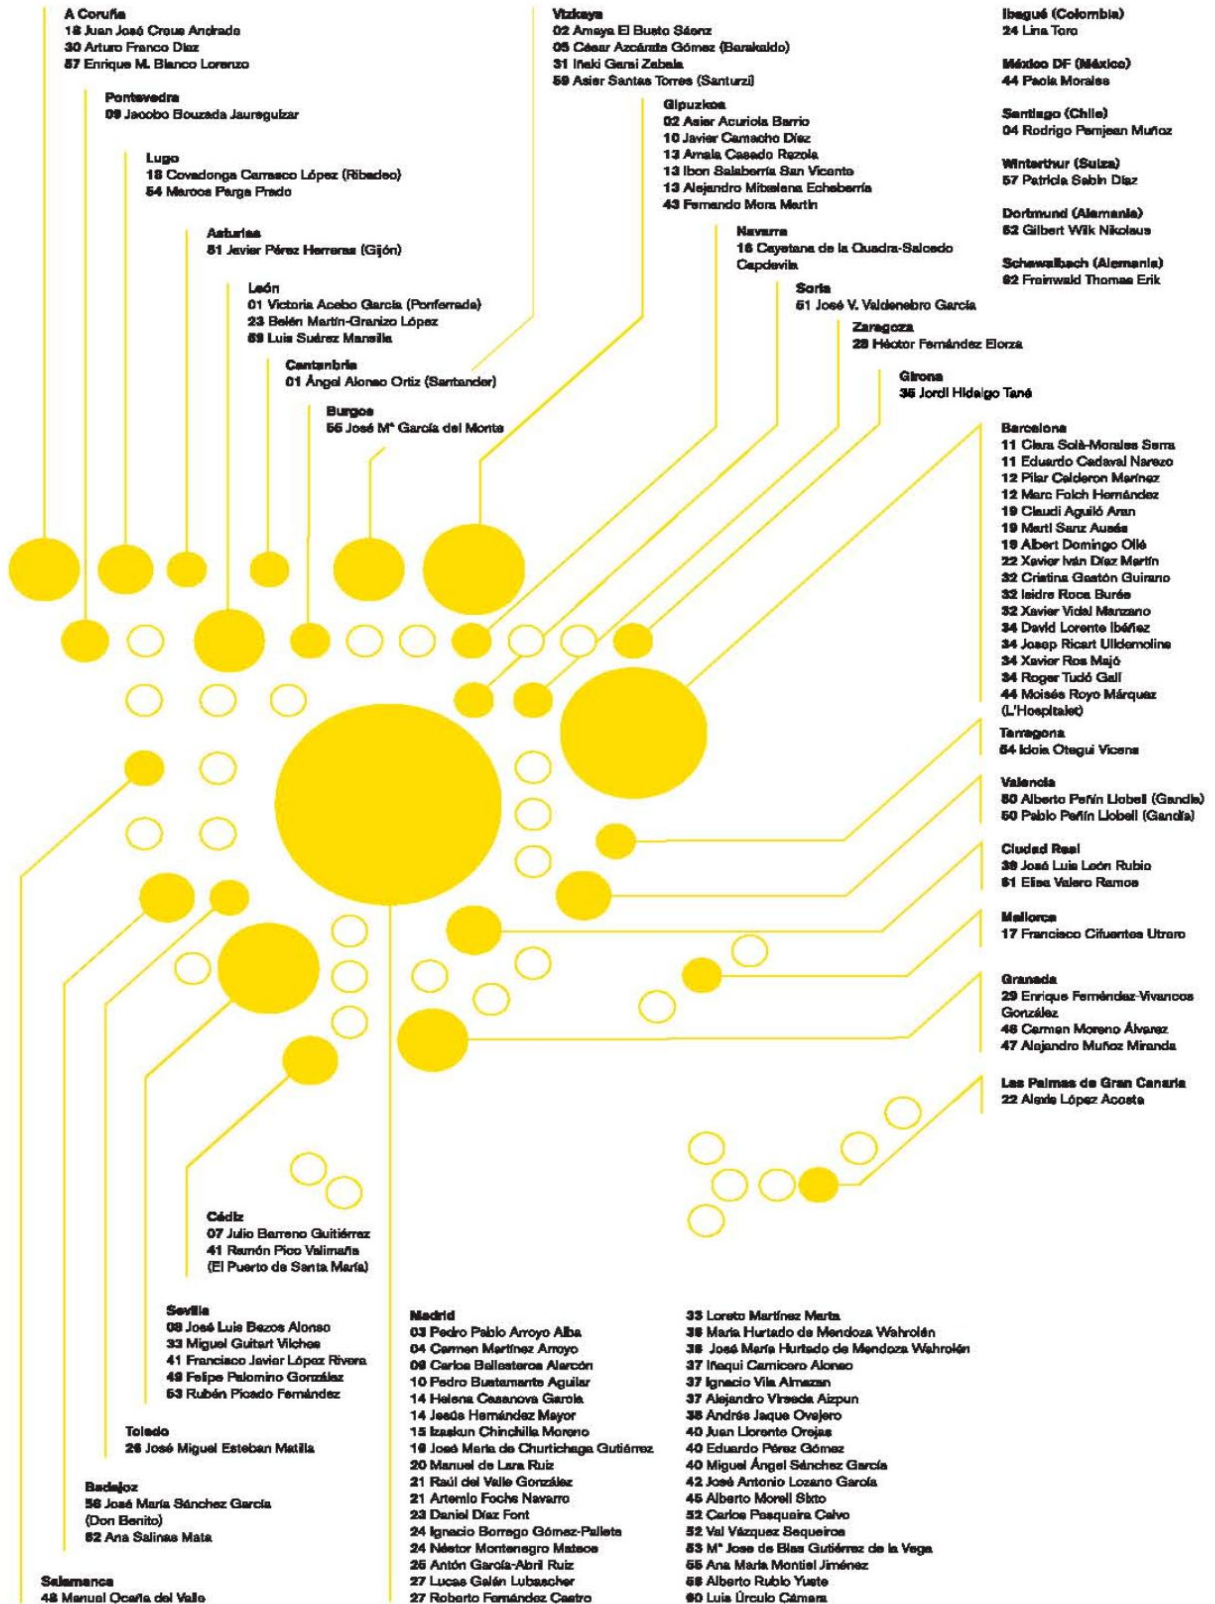 A Coruña
18 Juan José Creus Andrade
30 Arturo Franco Díaz
57 Enrique M. Blanco Lorenzo
Pontevedra
09 Jacobo Bouzada Jaureguizar
Lugo
18 Covadonga Carrasco López (Ribadeo)
54 Marcos Parga Prado
Asturias
51 Javier Pérez Herreras (Gijón)
León
01 Victoria Acebo García (Ponferrada)
23 Belén Martín-Granizo López
59 Luis Suárez Mansilla
Cantanbria
01 Ángel Alonso Ortiz (Santander)
Burgos
55 José Mª García del Monte
Vizkaya
02 Amaya El Busto Sáenz
05 César Azcárate Gómez (Barakaldo)
31 Iñaki Garai Zabala
59 Asier Santas Torres (Santurzi)
Gipuzkoa
02 Asier Acuriola Barrio
10 Javier Camacho Díez
13 Amaia Casado Rezola
13 Ibon Salaberría San Vicente
13 Alejandro Mitxelena Echeberría
43 Fernando Mora Martín
Navarra
16 Cayetana de la Quadra-Salcedo
Capdevila
Soria
51 José V. Valdenebro García
Zaragoza
28 Héctor Fernández Elorza
Girona
35 Jordi Hidalgo Tané
Ibagué (Colombia)
24 Lina Toro
México DF (México)
44 Paola Morales
Santiago (Chile)
04 Rodrigo Pemjean Muñoz
Winterthur (Suiza)
57 Patricia Sabin Díaz
Dortmund (Alemania)
62 Gilbert Wilk Nikolaus
Schawalbach (Alemania)
62 Freinwald Thomas Erik
Barcelona
11 Clara Solà-Morales Serra
11 Eduardo Cadaval Narezo
12 Pilar Calderon Marínez
12 Marc Folch Hernández
19 Claudi Aguiló Aran
19 Martí Sanz Ausás
19 Albert Domingo Ollé
22 Xavier Iván Díaz Martín
32 Cristina Gastón Guirano
32 Isidre Roca Burés
32 Xavier Vidal Manzano
34 David Lorente Ibáñez
34 Josep Ricart Ulldemolins
34 Xavier Ros Majó
34 Roger Tudó Galí
44 Moisés Royo Márquez
(L'Hospitalet)
Tarragona
54 Idoia Otegui Vicens
Valencia
50 Alberto Peñín Llobell (Gandía)
50 Pablo Peñín Llobell (Gandía)
Ciudad Real
39 José Luis León Rubio
61 Elisa Valero Ramos
Mallorca
17 Francisco Cifuentes Utrero
Granada
29 Enrique Fernández-Vivancos
González
46 Carmen Moreno Álvarez
47 Alejandro Muñoz Miranda
Las Palmas de Gran Canaria
22 Alexis López Acosta
Cádiz
07 Julio Barreno Guitiérrez
41 Ramón Pico Valimaña
(El Puerto de Santa María)
Sevilla
08 José Luis Bezos Alonso
33 Miguel Guitart Vilches
41 Francisco Javier López Rivera
49 Felipe Palomino González
53 Rubén Picado Fernández
Toledo
26 José Miguel Esteban Matilla
Badajoz
56 José María Sánchez García
(Don Benito)
62 Ana Salinas Mata
Salamanca
48 Manuel Ocaña del Valle
Madrid
03 Pedro Pablo Arroyo Alba
04 Carmen Martínez Arroyo
06 Carlos Ballesteros Alarcón
10 Pedro Bustamante Aguilar
14 Helena Casanova García
14 Jesús Hernández Mayor
15 Izaskun Chinchilla Moreno
16 José María de Churtichaga Gutiérrez
20 Manuel de Lara Ruiz
21 Raúl del Valle González
21 Artemio Fochs Navarro
23 Daniel Díaz Font
24 Ignacio Borrego Gómez-Pallete
24 Néstor Montenegro Mateos
25 Antón García-Abril Ruiz
27 Lucas Galán Lubascher
27 Roberto Fernández Castro
33 Loreto Martínez Marta
36 María Hurtado de Mendoza Wahrolén
36 José María Hurtado de Mendoza Wahrolén
37 Iñaqui Carnicero Alonso
37 Ignacio Vila Almazan
37 Alejandro Virseda Aizpun
38 Andrés Jaque Ovejero
40 Juan Llorente Orejas
40 Eduardo Pérez Gómez
40 Miguel Ángel Sánchez García
42 José Antonio Lozano García
45 Alberto Morell Sixto
52 Carlos Pesqueira Calvo
52 Val Vázquez Sequeiros
53 Mª Jose de Blas Gutiérrez de la Vega
55 Ana María Montiel Jiménez
58 Alberto Rubio Yuste
60 Luis Úrculo Cámara